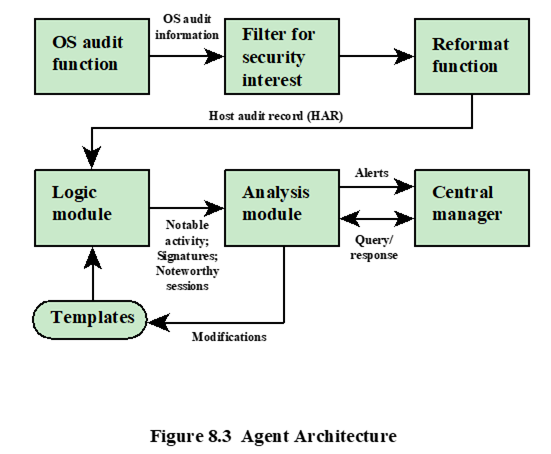 OS audit
function
OS audit
information
Filter for
security
interest
Reformat
function
Host audit record (HAR)
Logic
module
Notable
activity;
Signatures;
Noteworthy
sessions
Analysis
module
Alerts
Query/
response
Central
manager
Templates
Modifications
Figure 8.3 Agent Architecture